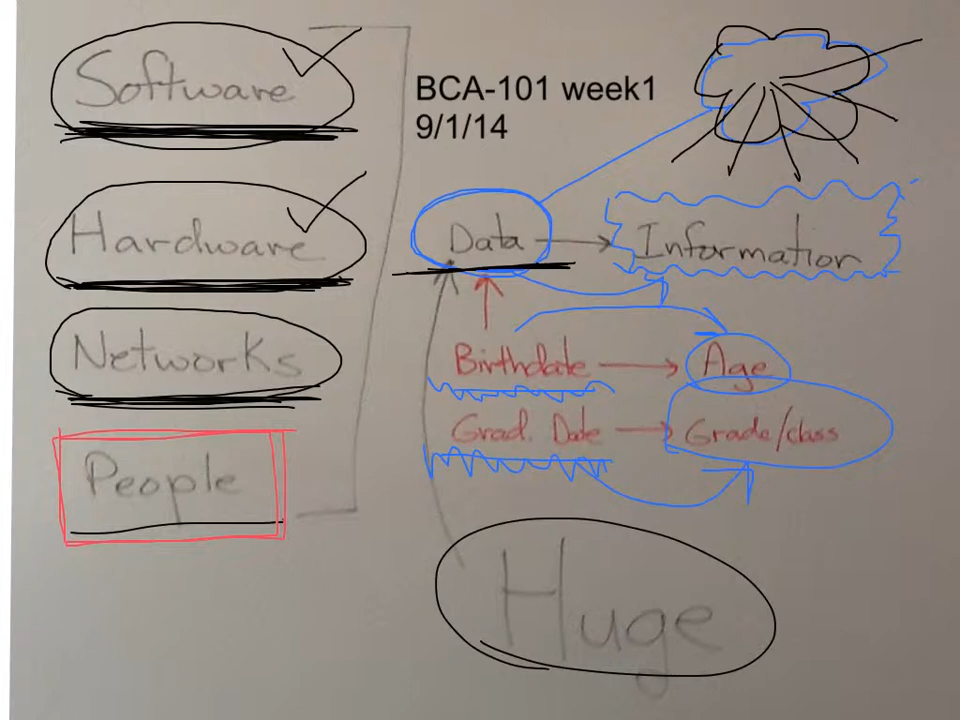 Software
Hardware
Networks
People
BCA-101 week1
9/1/14
Data → Information
Birthdate → Age
Grad. Date → Grade/class
Huge